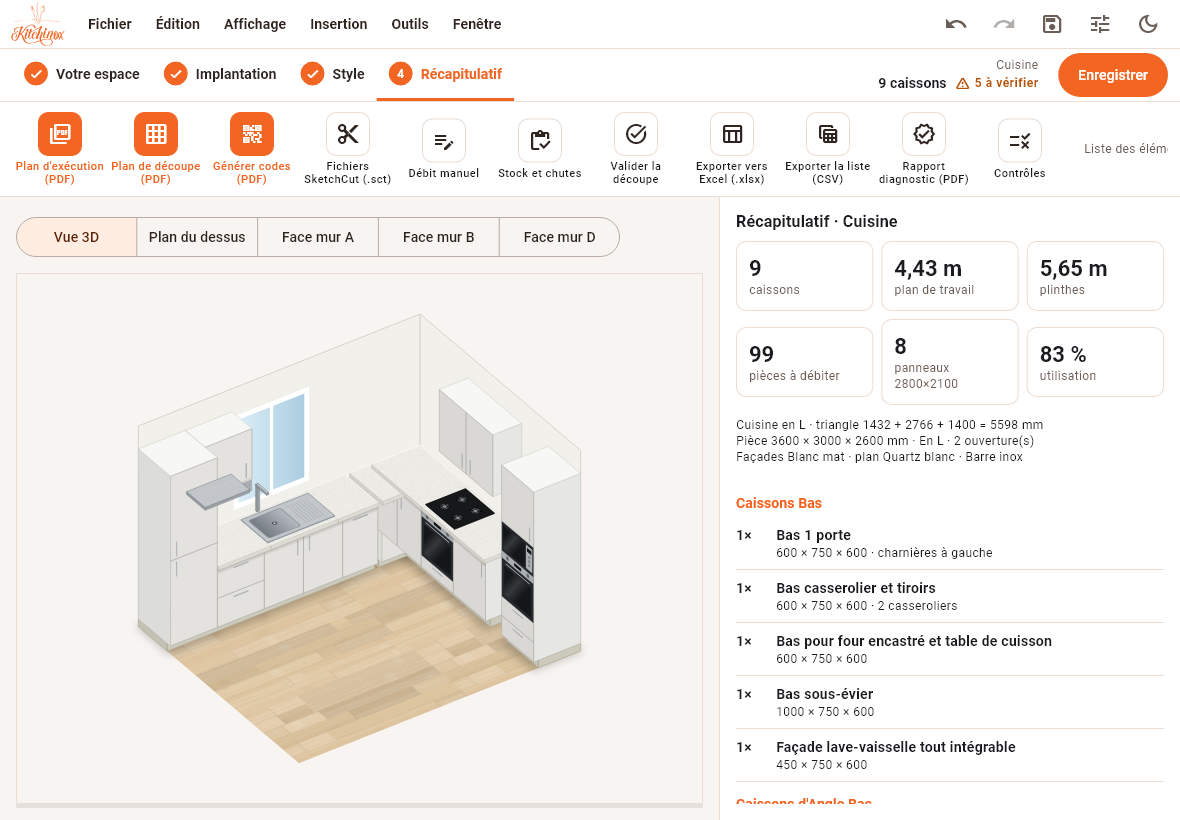 Kitchinox
Fichier
Édition
Affichage
Insertion
Outils
Fenêtre
Votre espace
Implantation
Style
4
Récapitulatif
Cuisine
9 caissons
5 à vérifier
Enregistrer
PDF
Plan d'exécution
(PDF)
Plan de découpe
(PDF)
Générer codes
(PDF)
Fichiers
SketchCut (.sct)
Débit manuel
Stock et chutes
Valider la
découpe
Exporter vers
Excel (.xlsx)
Exporter la liste
(CSV)
Rapport
diagnostic (PDF)
Contrôles
Liste des élém
Vue 3D
Plan du dessus
Face mur A
Face mur B
Face mur D
Récapitulatif · Cuisine
9
caissons
4,43 m
plan de travail
5,65 m
plinthes
99
pièces à débiter
8
panneaux
2800×2100
83 %
utilisation
Cuisine en L · triangle 1432 + 2766 + 1400 = 5598 mm
Pièce 3600 × 3000 × 2600 mm · En L · 2 ouverture(s)
Façades Blanc mat · plan Quartz blanc · Barre inox
Caissons Bas
1× Bas 1 porte
600 × 750 × 600 · charnières à gauche
1× Bas casserolier et tiroirs
600 × 750 × 600 · 2 casseroliers
1× Bas pour four encastré et table de cuisson
600 × 750 × 600
1× Bas sous-évier
1000 × 750 × 600
1× Façade lave-vaisselle tout intégrable
450 × 750 × 600
Caissons d'Angle Bas